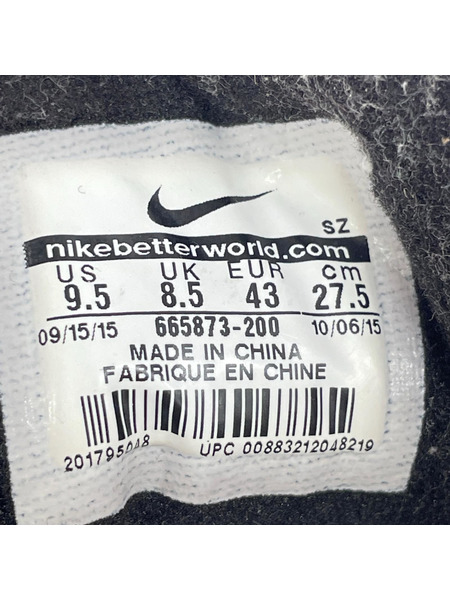 SZ
nikebetterworld.com
US UK EUR cm
9.5 8.5 43 27.5
09/15/15 665873-200 10/06/15
MADE IN CHINA
FABRIQUE EN CHINE
201795048 UPC 00883212048219